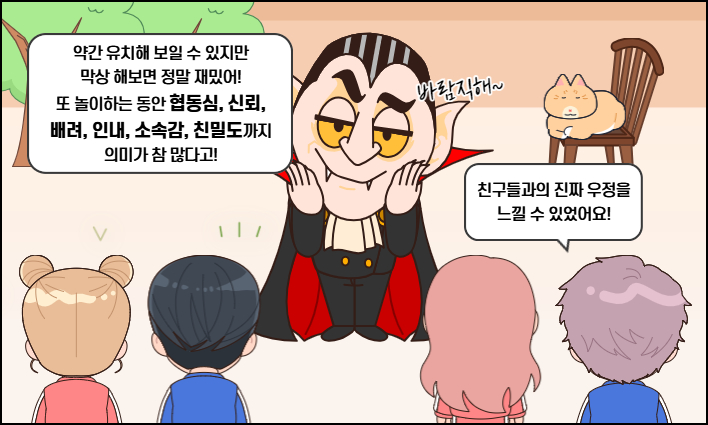 약간 유치해 보일 수 있지만
막상 해보면 정말 재밌어!
또 놀이하는 동안 협동심, 신뢰,
배려, 인내, 소속감, 친밀도까지
의미가 참 많다고!
바람직해~
친구들과의 진짜 우정을
느낄 수 있었어요!